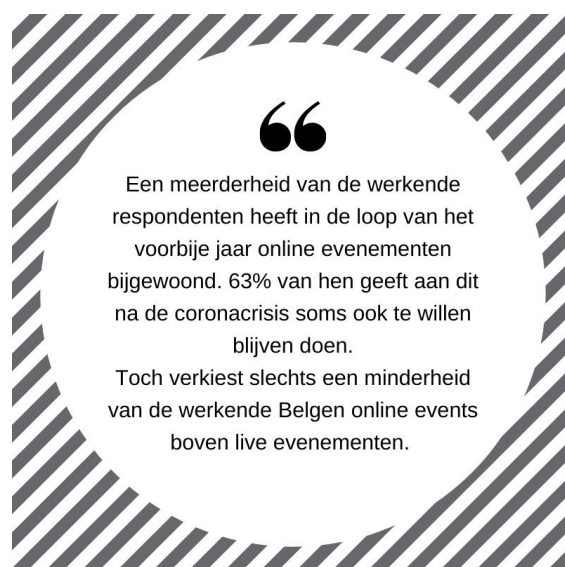 “
Een meerderheid van de werkende
respondenten heeft in de loop van het
voorbije jaar online evenementen
bijgewoond. 63% van hen geeft aan dit
na de coronacrisis soms ook te willen
blijven doen.
Toch verkiest slechts een minderheid
van de werkende Belgen online events
boven live evenementen.